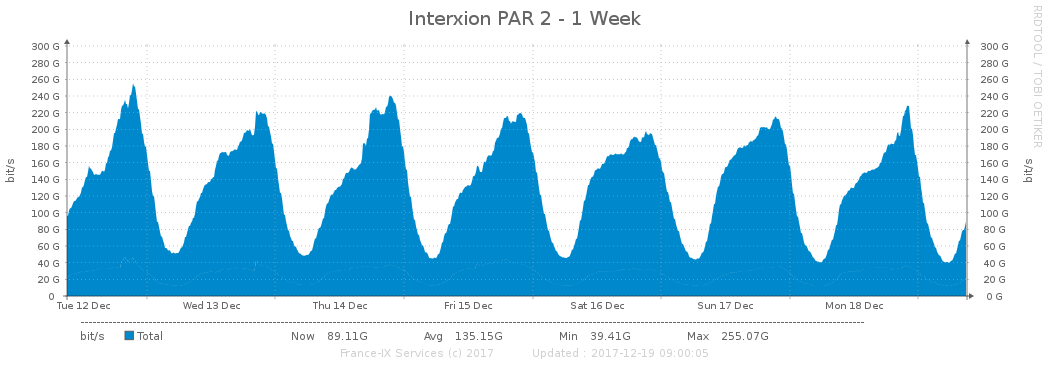 Interxion PAR 2 - 1 Week
RRDTOOL / TOBI OETIKER
bit/s
300 G 300 G
280 G 280 G
260 G 260 G
240 G 240 G
220 G 220 G
200 G 200 G
180 G 180 G
160 G 160 G
140 G 140 G
120 G 120 G
100 G 100 G
80 G 80 G
60 G 60 G
40 G 40 G
20 G 20 G
0 0 G
bit/s
Tue 12 Dec Wed 13 Dec Thu 14 Dec Fri 15 Dec Sat 16 Dec Sun 17 Dec Mon 18 Dec
bit/s Total Now 89.11G Avg 135.15G Min 39.41G Max 255.07G
France-IX Services (c) 2017 Updated : 2017-12-19 09:00:05